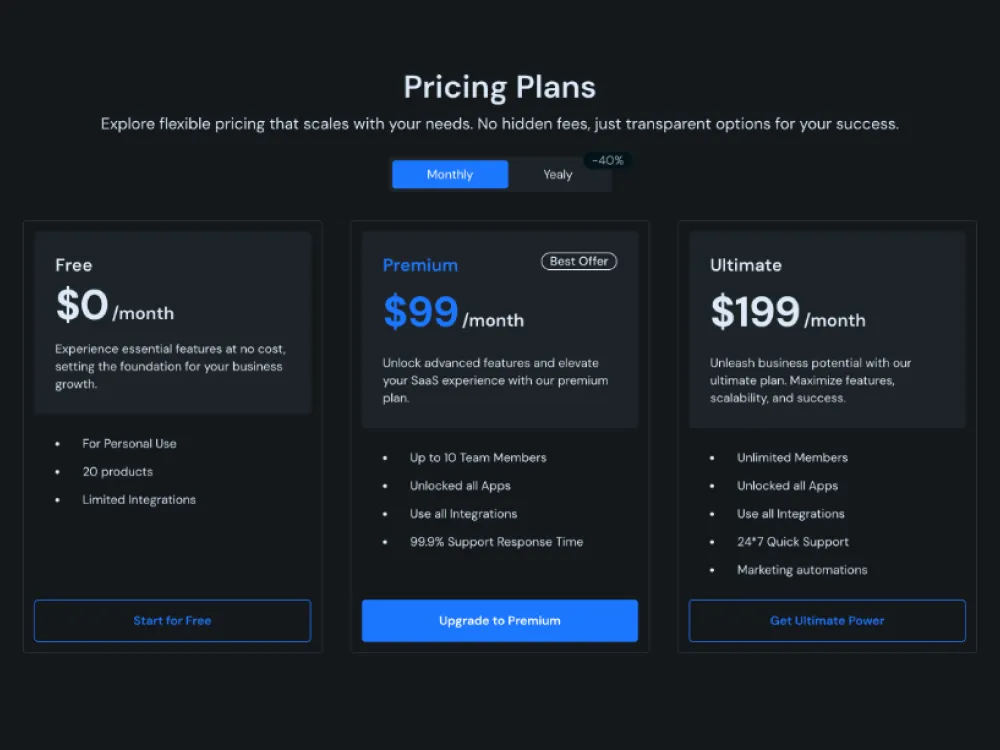 Pricing Plans
Explore flexible pricing that scales with your needs. No hidden fees, just transparent options for your success.
Monthly
Yealy
-40%
Free
$0 /month
Experience essential features at no cost,
setting the foundation for your business
growth.
• For Personal Use
• 20 products
• Limited Integrations
Start for Free
Premium
Best Offer
$99 /month
Unlock advanced features and elevate
your SaaS experience with our premium
plan.
• Up to 10 Team Members
• Unlocked all Apps
• Use all Integrations
• 99.9% Support Response Time
Upgrade to Premium
Ultimate
$199 /month
Unleash business potential with our
ultimate plan. Maximize features,
scalability, and success.
• Unlimited Members
• Unlocked all Apps
• Use all Integrations
• 24*7 Quick Support
• Marketing automations
Get Ultimate Power